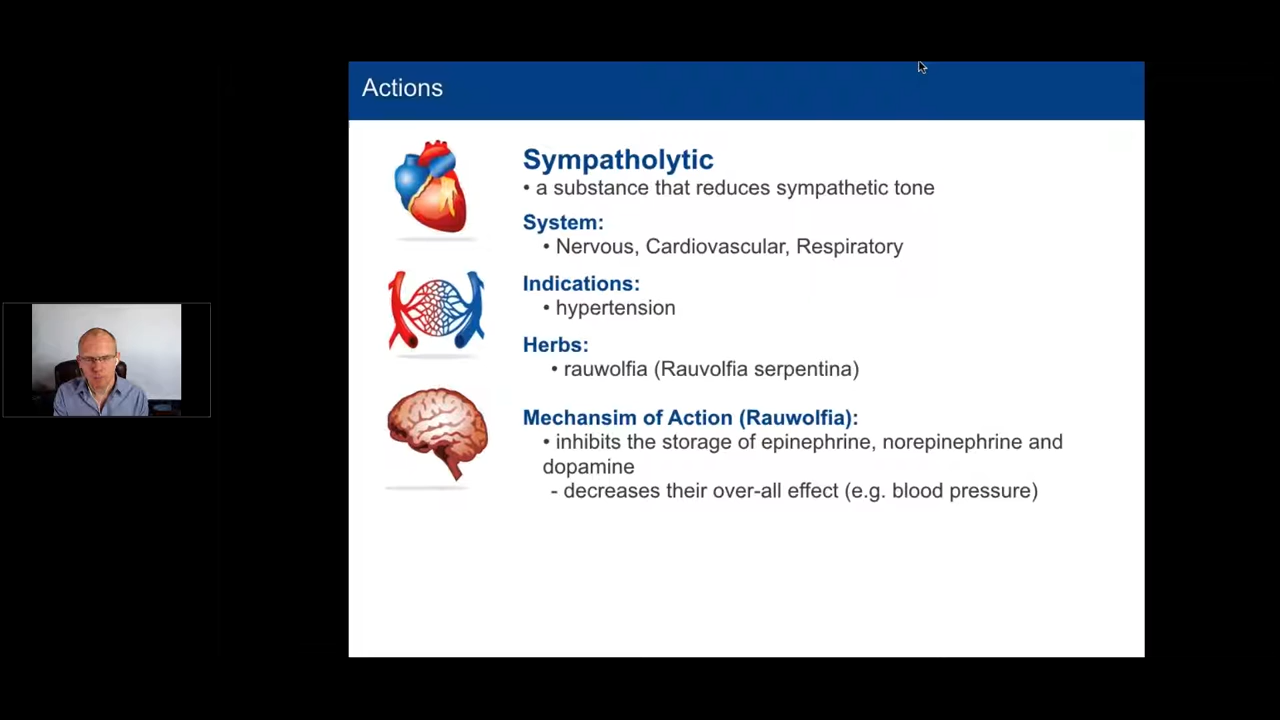 Actions
Sympatholytic
• a substance that reduces sympathetic tone
System:
• Nervous, Cardiovascular, Respiratory
Indications:
• hypertension
Herbs:
• rauwolfia (Rauvolfia serpentina)
Mechansim of Action (Rauwolfia):
• inhibits the storage of epinephrine, norepinephrine and
dopamine
- decreases their over-all effect (e.g. blood pressure)